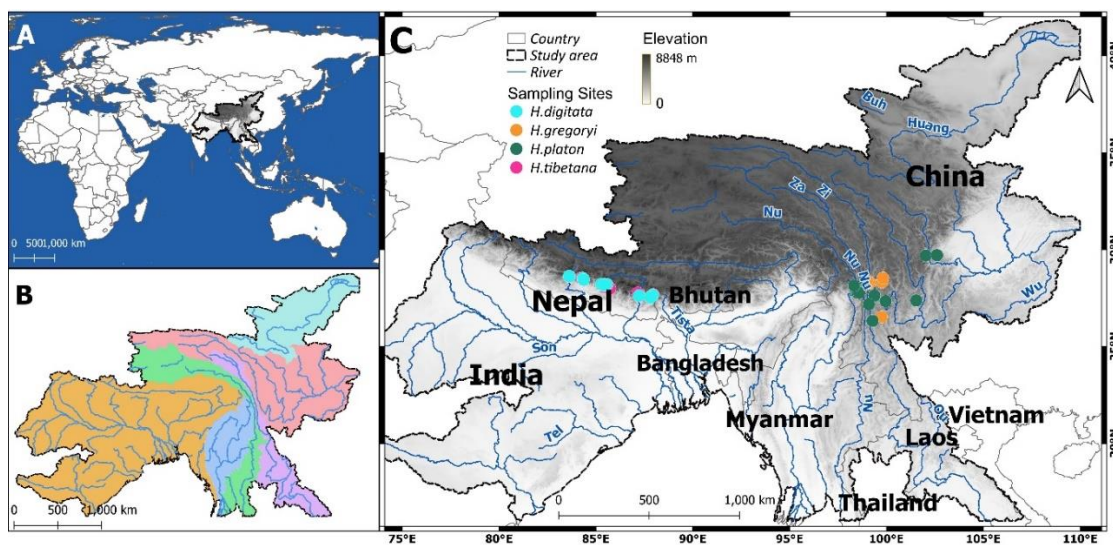 A
0 5001,000 km
B
0 500 1,000 km
C
Country
Study area
River
Sampling Sites
H.digitata
H.gregoryi
H.platon
H.tibetana
Elevation
8848 m
0
Buh
Huang
China
Za
Zi
Nu
Nu
Nu
Wu
Nepal
Bhutan
Tista
Son
Bangladesh
India
Myanmar
Tel
Nu
Vietnam
Laos
Thailand
0 500 1,000 km
75°E 80°E 85°E 90°E 95°E 100°E 105°E 110°E